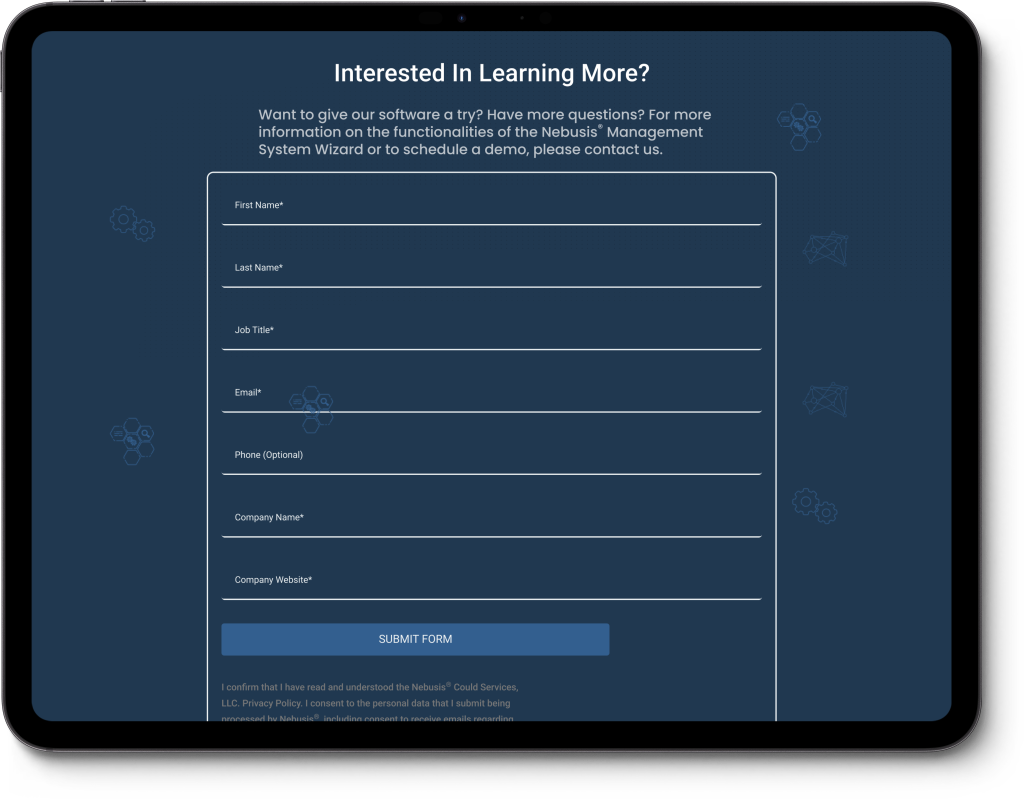 Interested In Learning More?
Want to give our software a try? Have more questions? For more
information on the functionalities of the Nebusis® Management
System Wizard or to schedule a demo, please contact us.
First Name*
Last Name*
Job Title*
Email*
Phone (Optional)
Company Name*
Company Website*
SUBMIT FORM
I confirm that I have read and understood the Nebusis® Could Services,
LLC. Privacy Policy. I consent to the personal data that I submit being
processed by Nebusis®, including consent to receive emails regarding